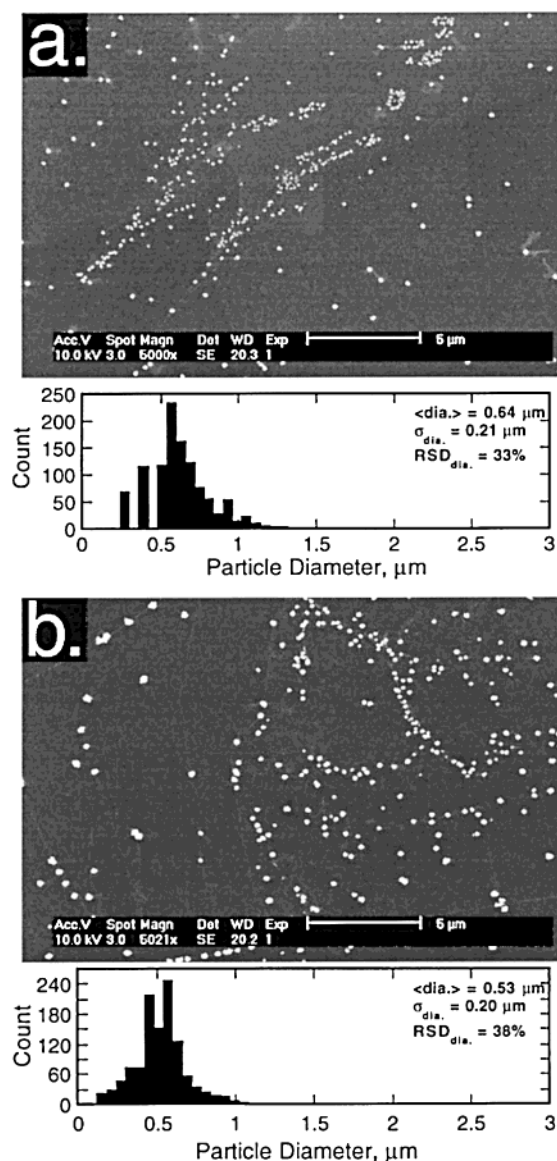 a.
Acc.V Spot Magn Det WD Exp 5 µm
10.0 kV 3.0 5000x SE 20.3 1
250
200
150
100
50
0
Count
<dia.> = 0.64 µm
σdia. = 0.21 µm
RSDdia. = 33%
0 0.5 1 1.5 2 2.5 3
Particle Diameter, µm
b.
Acc.V Spot Magn Det WD Exp 5 µm
10.0 kV 3.0 5021x SE 20.2 1
240
180
120
60
0
Count
<dia.> = 0.53 µm
σdia. = 0.20 µm
RSDdia. = 38%
0 0.5 1 1.5 2 2.5 3
Particle Diameter, µm